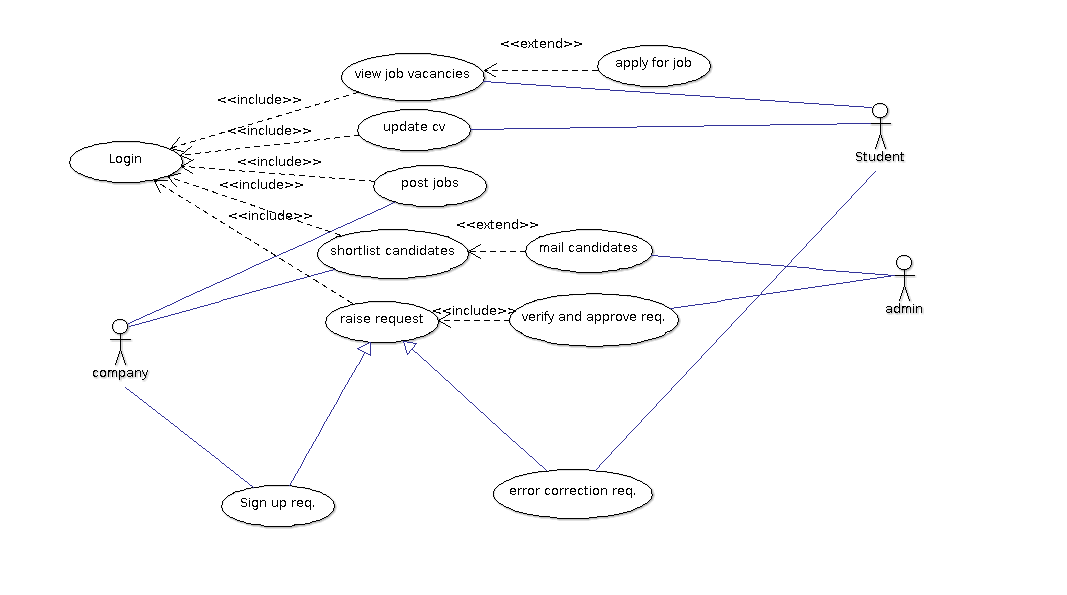 <<extend>>
apply for job
view job vacancies
<<include>>
update cv
<<include>>
Student
Login
<<include>>
post jobs
<<include>>
<<include>>
<<extend>>
mail candidates
shortlist candidates
admin
<<include>>
raise request
verify and approve req.
company
error correction req.
Sign up req.